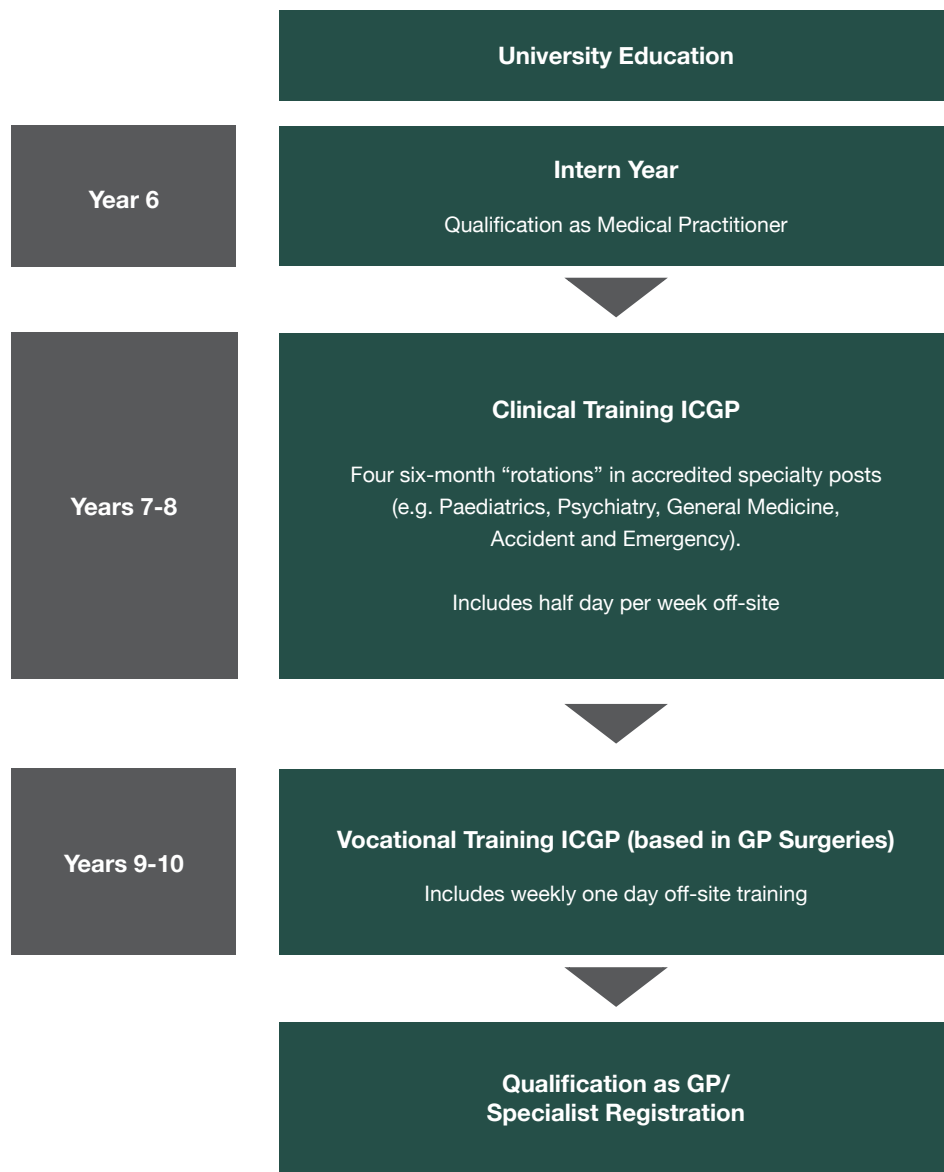 University Education
Year 6
Intern Year
Qualification as Medical Practitioner
Years 7-8
Clinical Training ICGP
Four six-month “rotations” in accredited specialty posts
(e.g. Paediatrics, Psychiatry, General Medicine,
Accident and Emergency).
Includes half day per week off-site
Years 9-10
Vocational Training ICGP (based in GP Surgeries)
Includes weekly one day off-site training
Qualification as GP/
Specialist Registration